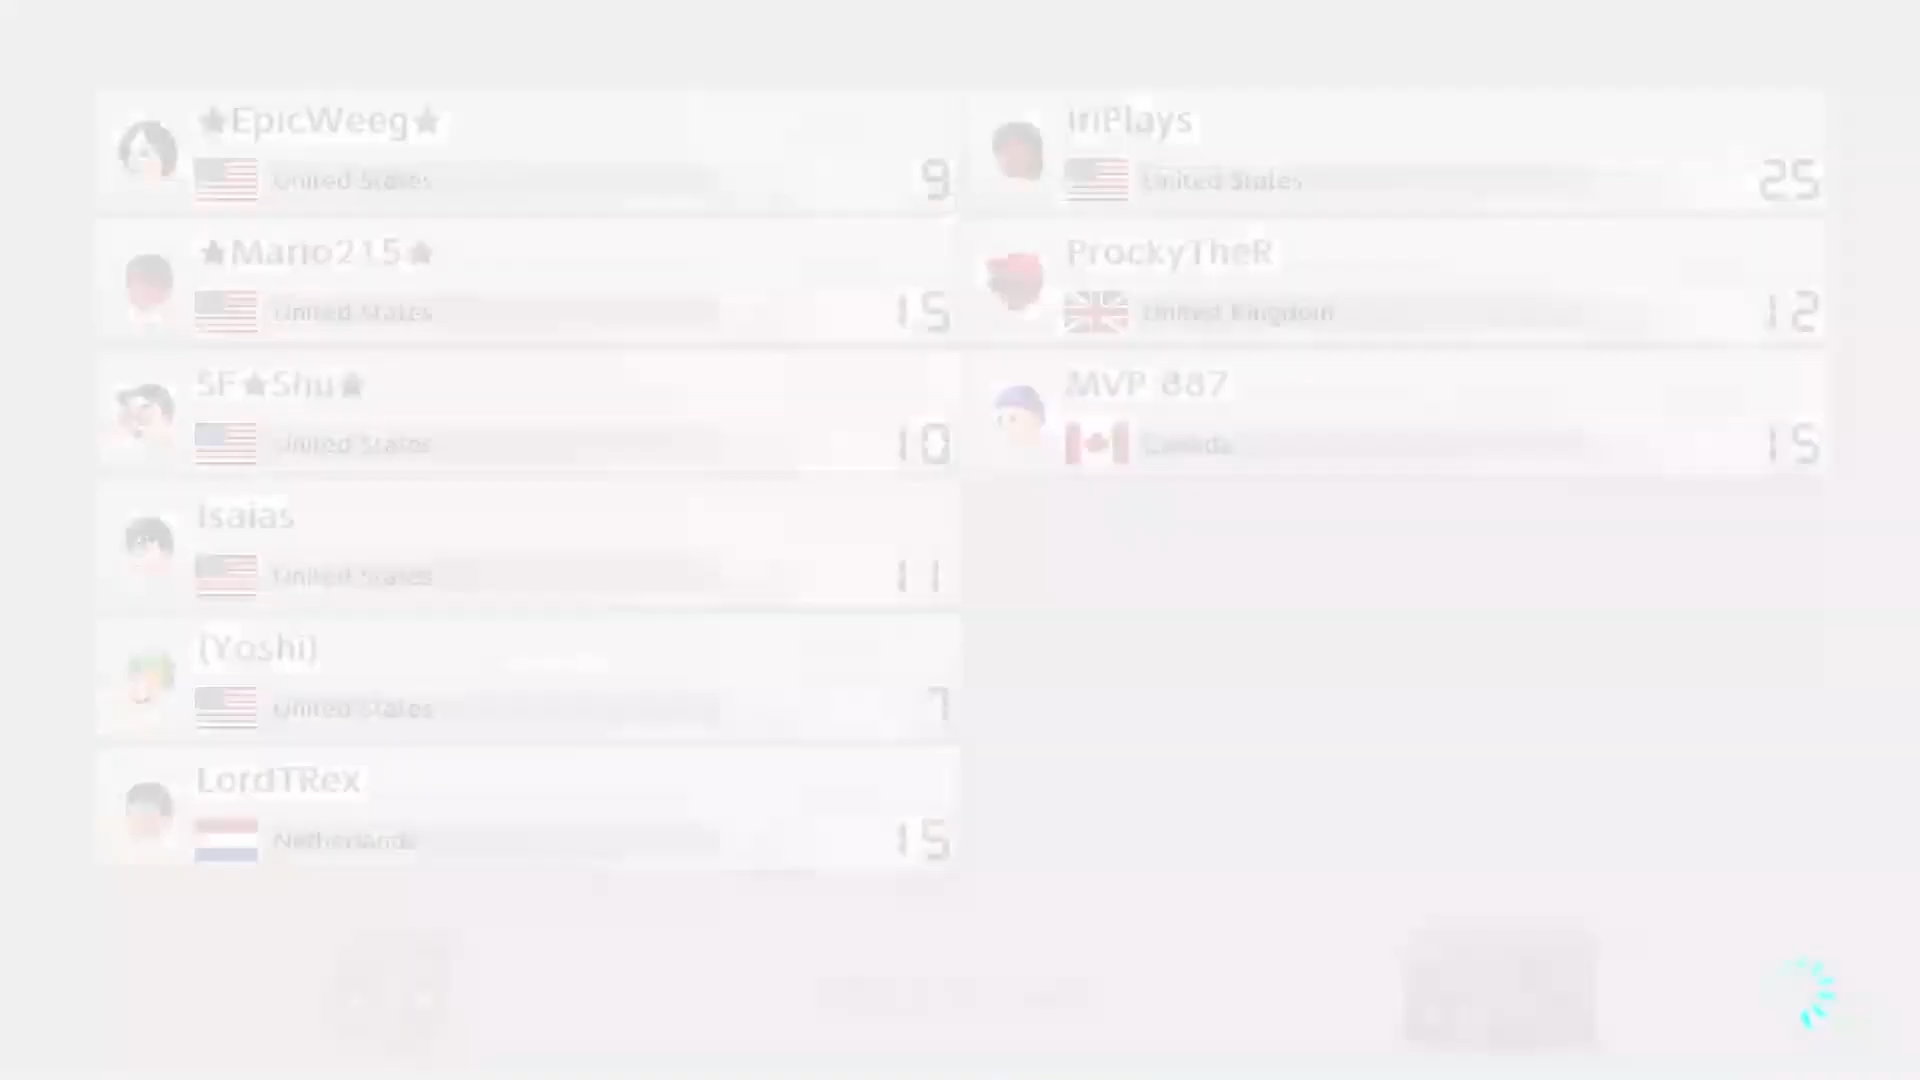 ★EpicWeeg★
United States
9
★Mario215★
United States
15
SF★Shu★
United States
10
Isaias
United States
11
(Yoshi)
United States
7
LordTRex
Netherlands
15
IriPlays
United States
25
ProckyTheR
United Kingdom
12
MVP 887
Canada
15